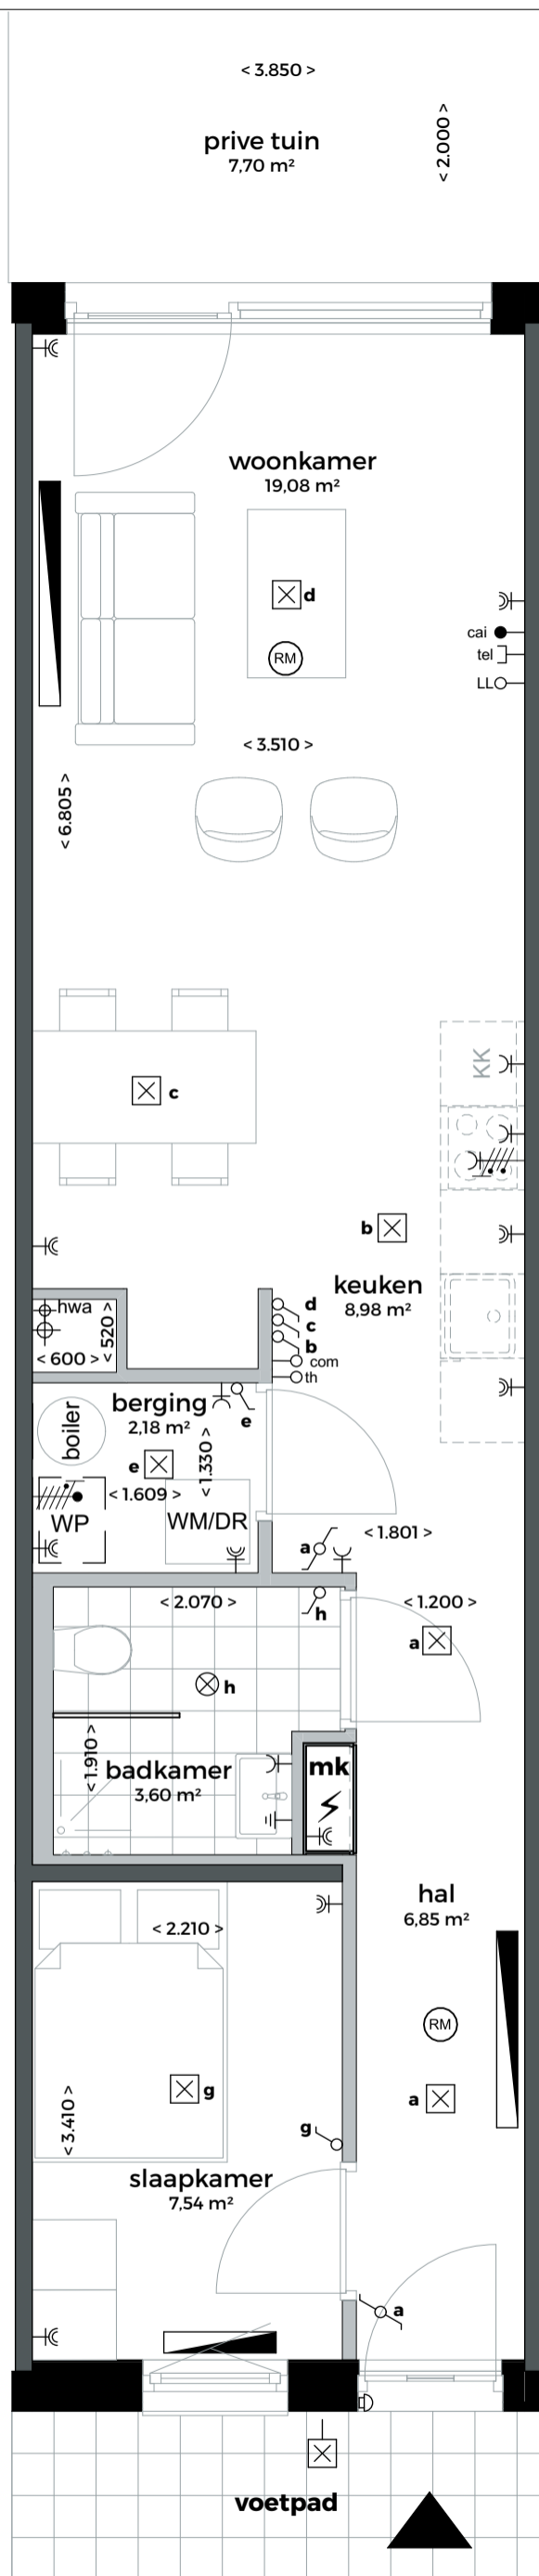 < 3.850 >
< 2.000 >
prive tuin
7,70 m²
woonkamer
19,08 m²
d
RM
cai
tel
LL
< 3.510 >
< 6.805 >
c
KK
b
keuken
8,98 m²
hwa
< 520 >
< 600 >
d
c
b
com
th
berging
2,18 m²
e
boiler
e
< 1.330 >
< 1.609 >
WP
WM/DR
< 1.801 >
a
< 2.070 >
h
< 1.200 >
a
h
< 1.910 >
badkamer
3,60 m²
mk
hal
6,85 m²
< 2.210 >
RM
g
a
< 3.410 >
g
slaapkamer
7,54 m²
a
voetpad